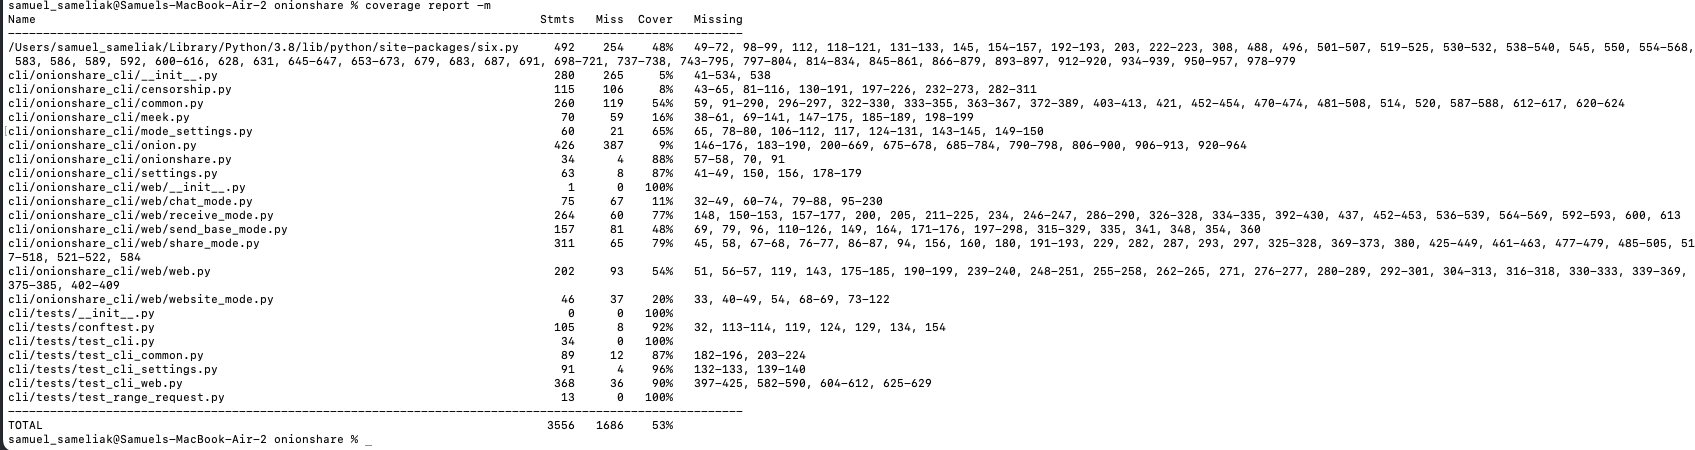 samuel_sameliak@Samuels-MacBook-Air-2 onionshare % coverage report -m
Name Stmts Miss Cover Missing
/Users/samuel_sameliak/Library/Python/3.8/lib/python/site-packages/six.py 492 254 48% 49-72, 98-99, 112, 118-121, 131-133, 145, 154-157, 192-193, 203, 222-223, 308, 488, 496, 501-507, 519-525, 530-532, 538-540, 545, 550, 554-568,
583, 586, 589, 592, 600-616, 628, 631, 645-647, 653-673, 679, 683, 687, 691, 698-721, 737-738, 743-795, 797-804, 814-834, 845-861, 866-879, 893-897, 912-920, 934-939, 950-957, 978-979
cli/onionshare_cli/__init__.py 280 265 5% 41-534, 538
cli/onionshare_cli/censorship.py 115 106 8% 43-65, 81-116, 130-191, 197-226, 232-273, 282-311
cli/onionshare_cli/common.py 260 119 54% 59, 91-290, 296-297, 322-330, 333-355, 363-367, 372-389, 403-413, 421, 452-454, 470-474, 481-508, 514, 520, 587-588, 612-617, 620-624
cli/onionshare_cli/meek.py 70 59 16% 38-61, 69-141, 147-175, 185-189, 198-199
cli/onionshare_cli/mode_settings.py 60 21 65% 65, 78-80, 106-112, 117, 124-131, 143-145, 149-150
cli/onionshare_cli/onion.py 426 387 9% 146-176, 183-190, 200-669, 675-678, 685-784, 790-798, 806-900, 906-913, 920-964
cli/onionshare_cli/onionshare.py 34 4 88% 57-58, 70, 91
cli/onionshare_cli/settings.py 63 8 87% 41-49, 150, 156, 178-179
cli/onionshare_cli/web/__init__.py 1 0 100%
cli/onionshare_cli/web/chat_mode.py 75 67 11% 32-49, 60-74, 79-88, 95-230
cli/onionshare_cli/web/receive_mode.py 264 60 77% 148, 150-153, 157-177, 200, 205, 211-225, 234, 246-247, 286-290, 326-328, 334-335, 392-430, 437, 452-453, 536-539, 564-569, 592-593, 600, 613
cli/onionshare_cli/web/send_base_mode.py 157 81 48% 69, 79, 96, 110-126, 149, 164, 171-176, 197-298, 315-329, 335, 341, 348, 354, 360
cli/onionshare_cli/web/share_mode.py 311 65 79% 45, 58, 67-68, 76-77, 86-87, 94, 156, 160, 180, 191-193, 229, 282, 287, 293, 297, 325-328, 369-373, 380, 425-449, 461-463, 477-479, 485-505, 51
7-518, 521-522, 584
cli/onionshare_cli/web/web.py 202 93 54% 51, 56-57, 119, 143, 175-185, 190-199, 239-240, 248-251, 255-258, 262-265, 271, 276-277, 280-289, 292-301, 304-313, 316-318, 330-333, 339-369,
375-385, 402-409
cli/onionshare_cli/web/website_mode.py 46 37 20% 33, 40-49, 54, 68-69, 73-122
cli/tests/__init__.py 0 0 100%
cli/tests/conftest.py 105 8 92% 32, 113-114, 119, 124, 129, 134, 154
cli/tests/test_cli.py 34 0 100%
cli/tests/test_cli_common.py 89 12 87% 182-196, 203-224
cli/tests/test_cli_settings.py 91 4 96% 132-133, 139-140
cli/tests/test_cli_web.py 368 36 90% 397-425, 582-590, 604-612, 625-629
cli/tests/test_range_request.py 13 0 100%
TOTAL 3556 1686 53%
samuel_sameliak@Samuels-MacBook-Air-2 onionshare % _